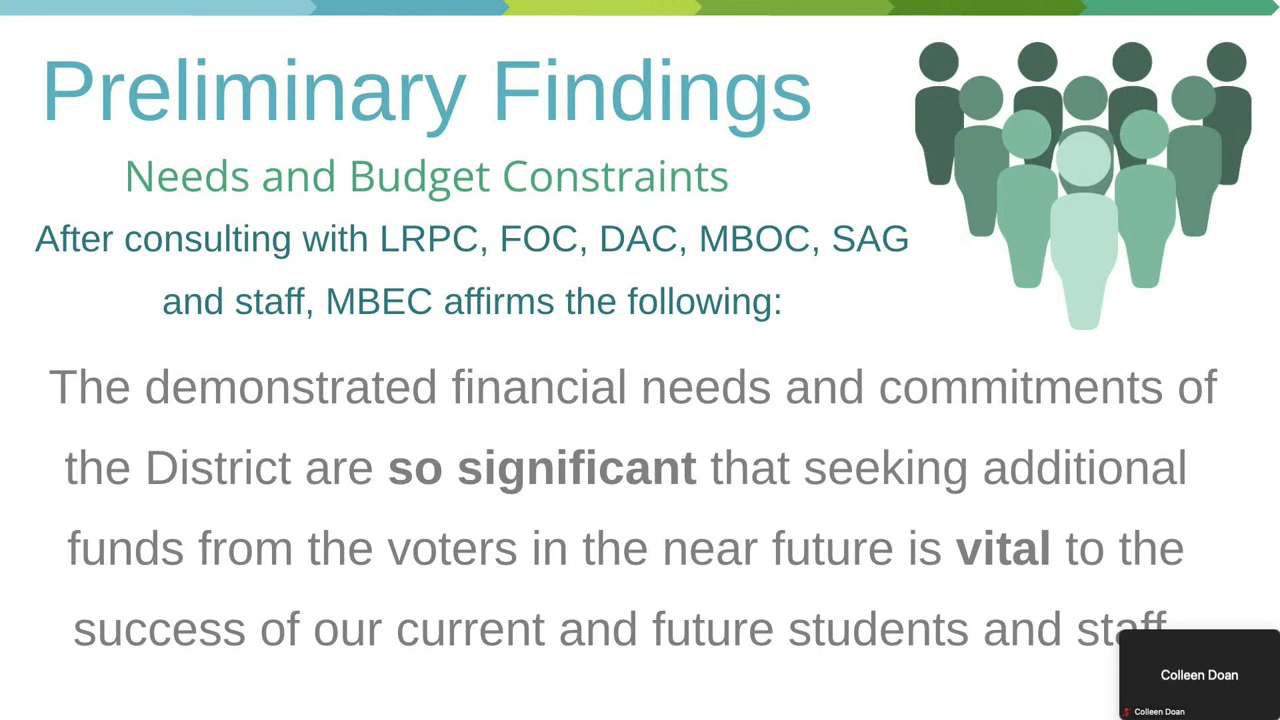 Preliminary Findings
Needs and Budget Constraints
After consulting with LRPC, FOC, DAC, MBOC, SAG
and staff, MBEC affirms the following:
The demonstrated financial needs and commitments of
the District are so significant that seeking additional
funds from the voters in the near future is vital to the
success of our current and future students and staff
Colleen Doan
Colleen Doan